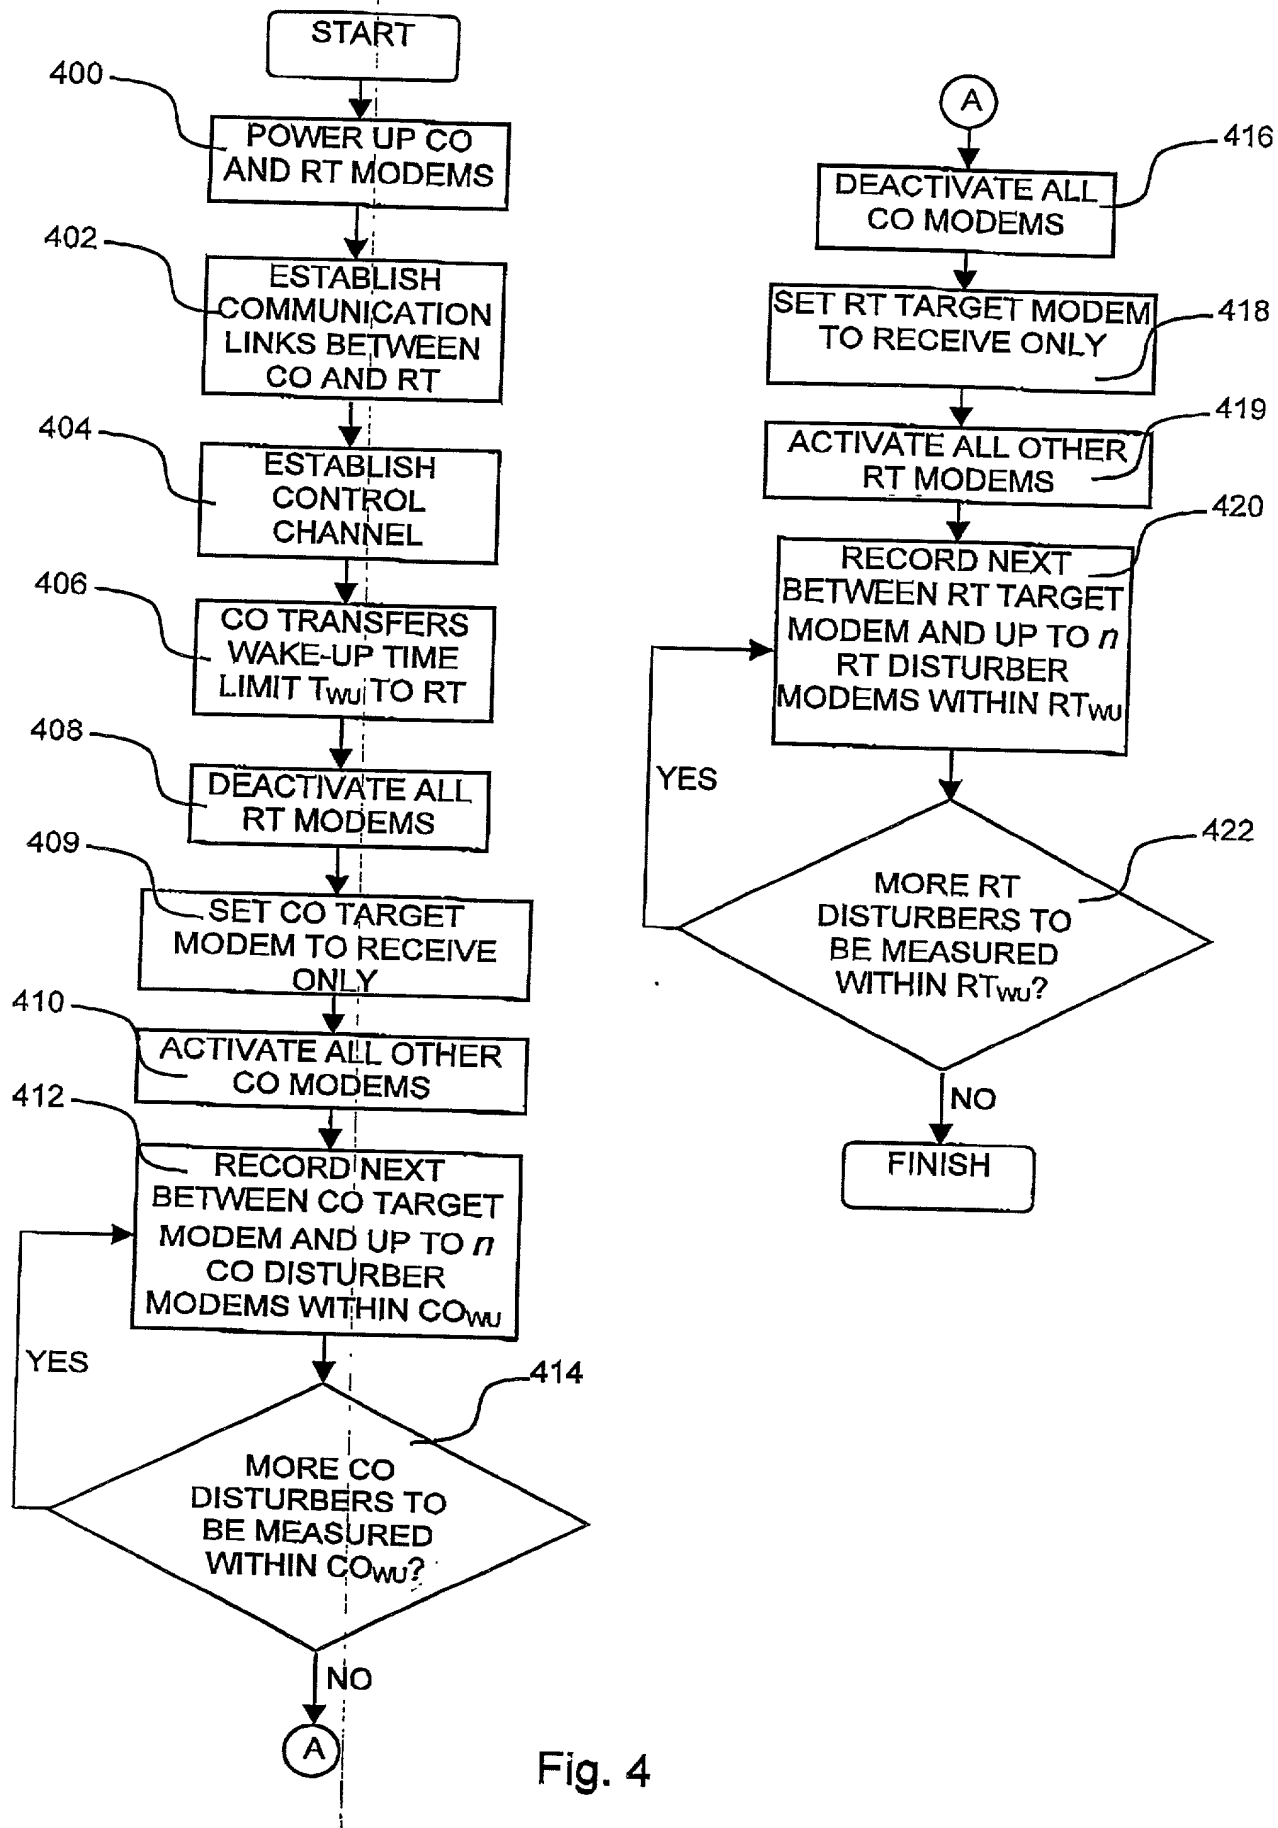 START
400
POWER UP CO
AND RT MODEMS
402
ESTABLISH
COMMUNICATION
LINKS BETWEEN
CO AND RT
404
ESTABLISH
CONTROL
CHANNEL
406
CO TRANSFERS
WAKE-UP TIME
LIMIT TWU TO RT
408
DEACTIVATE ALL
RT MODEMS
409
SET CO TARGET
MODEM TO RECEIVE
ONLY
410
ACTIVATE ALL OTHER
CO MODEMS
412
RECORD NEXT
BETWEEN CO TARGET
MODEM AND UP TO n
CO DISTURBER
MODEMS WITHIN COWU
YES
414
MORE CO
DISTURBERS TO
BE MEASURED
WITHIN COWU?
NO
A
A
416
DEACTIVATE ALL
CO MODEMS
SET RT TARGET MODEM
TO RECEIVE ONLY
418
419
ACTIVATE ALL OTHER
RT MODEMS
420
RECORD NEXT
BETWEEN RT TARGET
MODEM AND UP TO n
RT DISTURBER
MODEMS WITHIN RTWU
YES
422
MORE RT
DISTURBERS TO
BE MEASURED
WITHIN RTWU?
NO
FINISH
Fig. 4